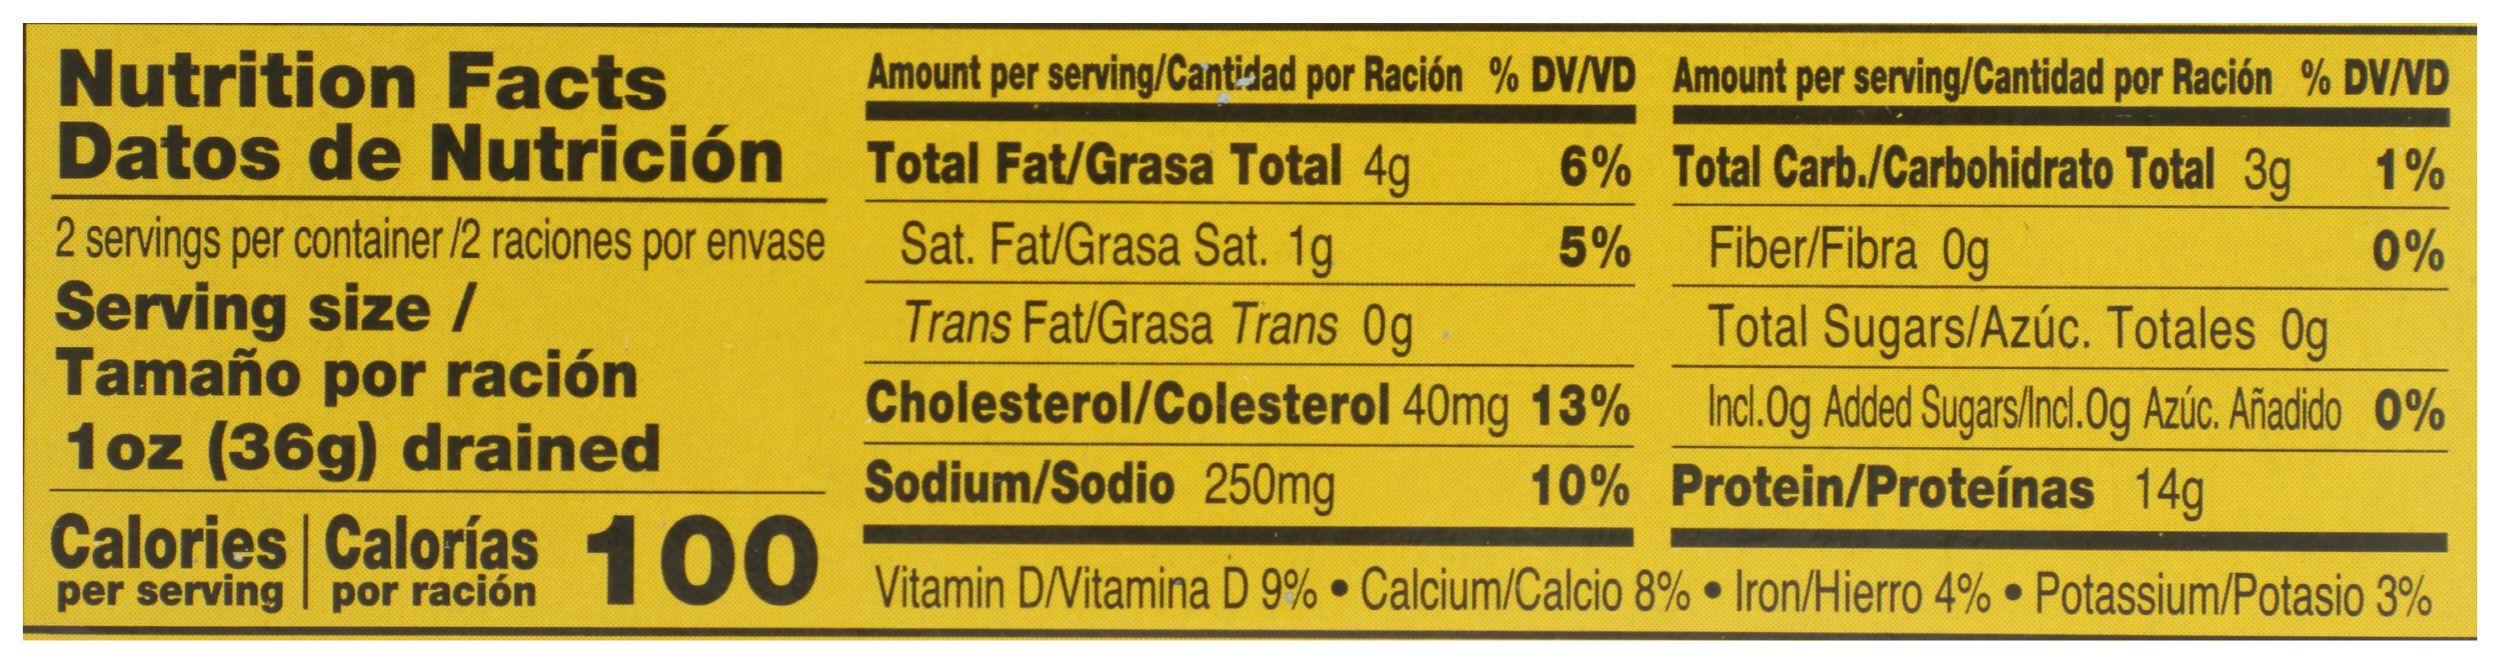 Nutrition Facts
Datos de Nutrición
2 servings per container /2 raciones por envase
Serving size /
Tamaño por ración
1oz (36g) drained
Calories per serving | Calorías por ración 100
Amount per serving/Cantidad por Ración % DV/VD
Total Fat/Grasa Total 4g 6%
Sat. Fat/Grasa Sat. 1g 5%
Trans Fat/Grasa Trans 0g
Cholesterol/Colesterol 40mg 13%
Sodium/Sodio 250mg 10%
Amount per serving/Cantidad por Ración % DV/VD
Total Carb./Carbohidrato Total 3g 1%
Fiber/Fibra 0g 0%
Total Sugars/Azúc. Totales 0g
Incl.0g Added Sugars/Incl.0g Azúc. Añadido 0%
Protein/Proteínas 14g
Vitamin D/Vitamina D 9% • Calcium/Calcio 8% • Iron/Hierro 4% • Potassium/Potasio 3%